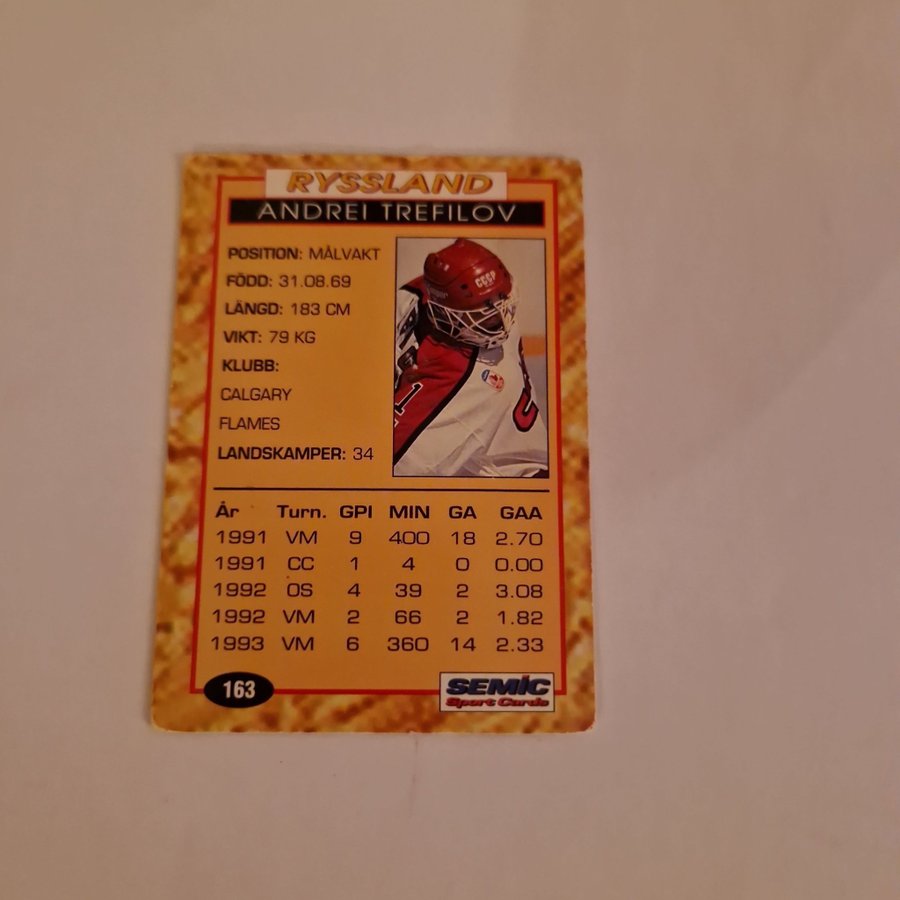 RYSSLAND
ANDREI TREFILOV
POSITION: MÅLVAKT
FÖDD: 31.08.69
LÄNGD: 183 CM
VIKT: 79 KG
KLUBB:
CALGARY
FLAMES
LANDSKAMPER: 34
CCCP
1
År Turn. GPI MIN GA GAA
1991 VM 9 400 18 2.70
1991 CC 1 4 0 0.00
1992 OS 4 39 2 3.08
1992 VM 2 66 2 1.82
1993 VM 6 360 14 2.33
163
SEMIC
Sport Cards